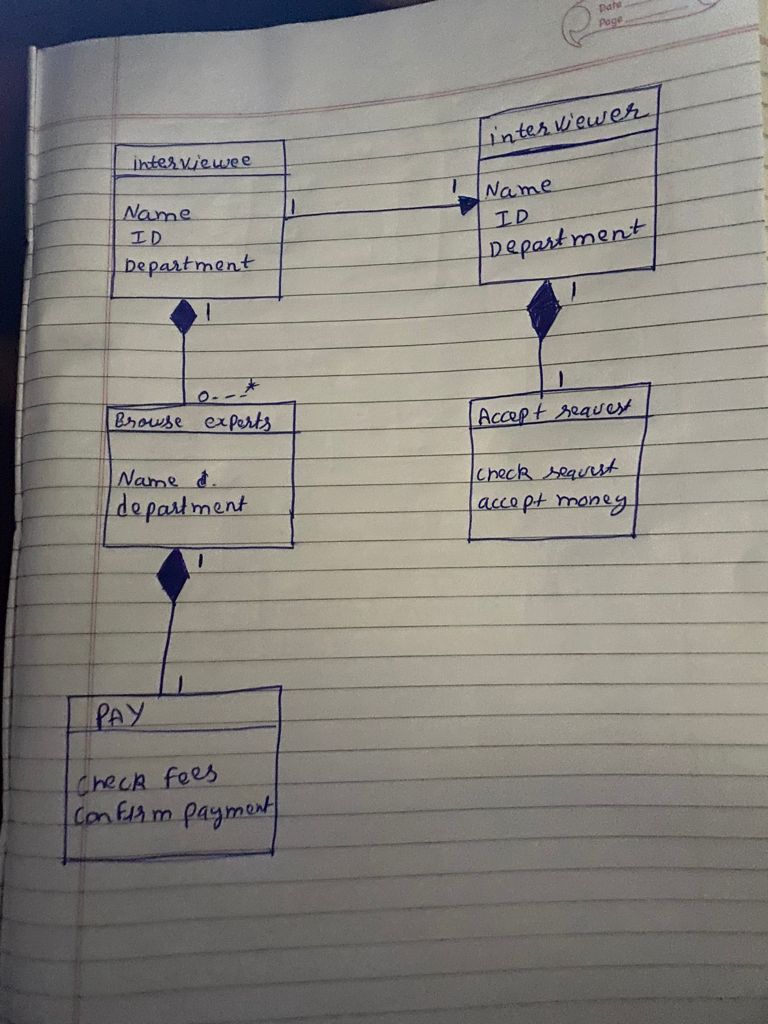 Date
Page
interviewee
Name
ID
Department
1
1
interviewer
Name
ID
Department
1
0---*
Browse experts
Name &
department
1
1
Accept request
check request
accept money
1
1
PAY
Check fees
Confirm payment